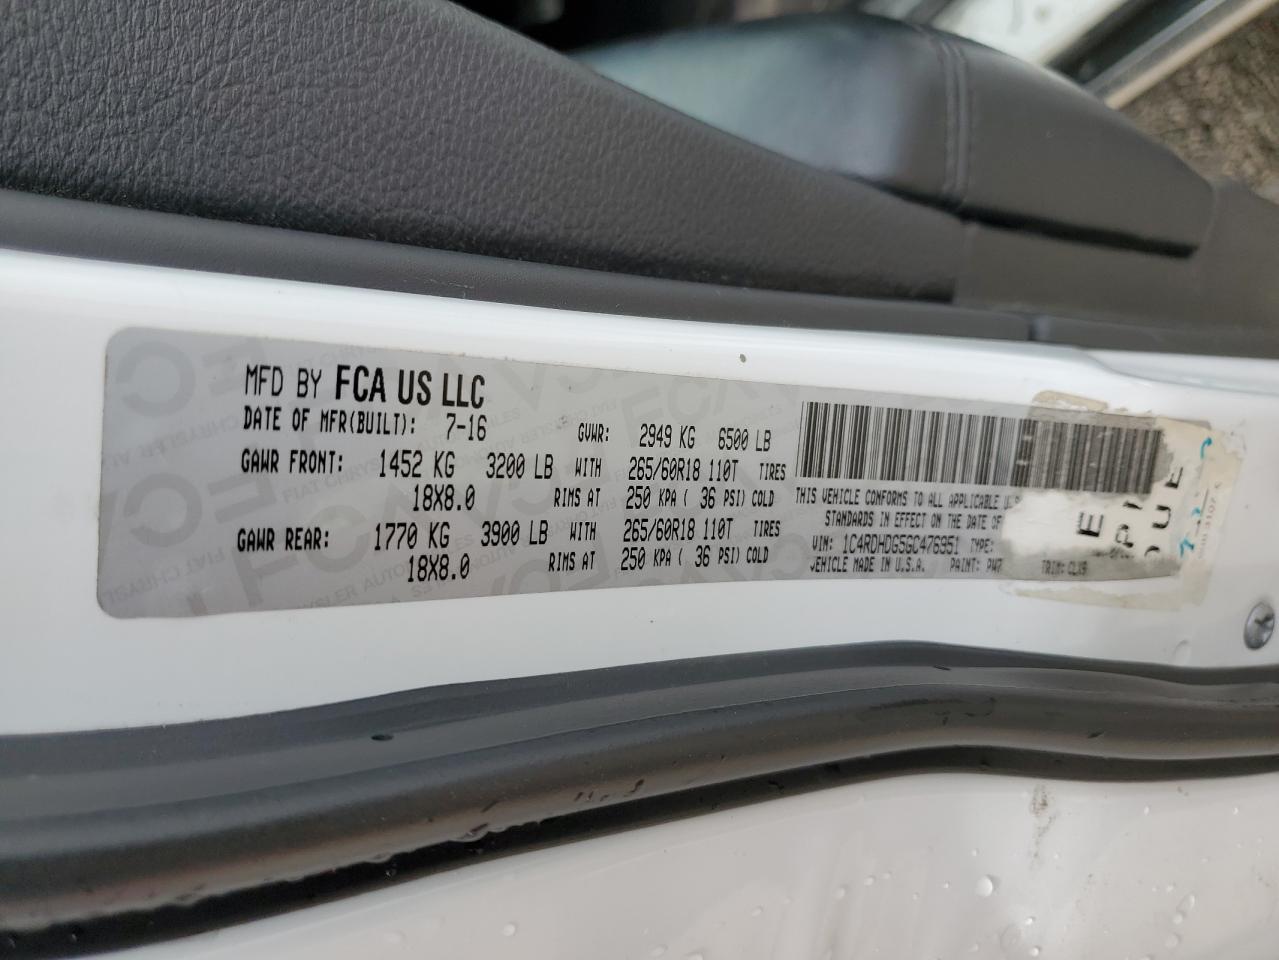 MFD BY FCA US LLC
DATE OF MFR(BUILT): 7-16 GVWR: 2949 KG 6500 LB
GAWR FRONT: 1452 KG 3200 LB WITH 265/60R18 110T TIRES
18X8.0 RIMS AT 250 KPA ( 36 PSI) COLD
GAWR REAR: 1770 KG 3900 LB WITH 265/60R18 110T TIRES
18X8.0 RIMS AT 250 KPA ( 36 PSI) COLD
THIS VEHICLE CONFORMS TO ALL APPLICABLE U.S
STANDARDS IN EFFECT ON THE DATE OF
VIN: 1C4RDHDG5GC476951 TYPE:
VEHICLE MADE IN U.S.A. PAINT: PW7 TRIM: CLX9